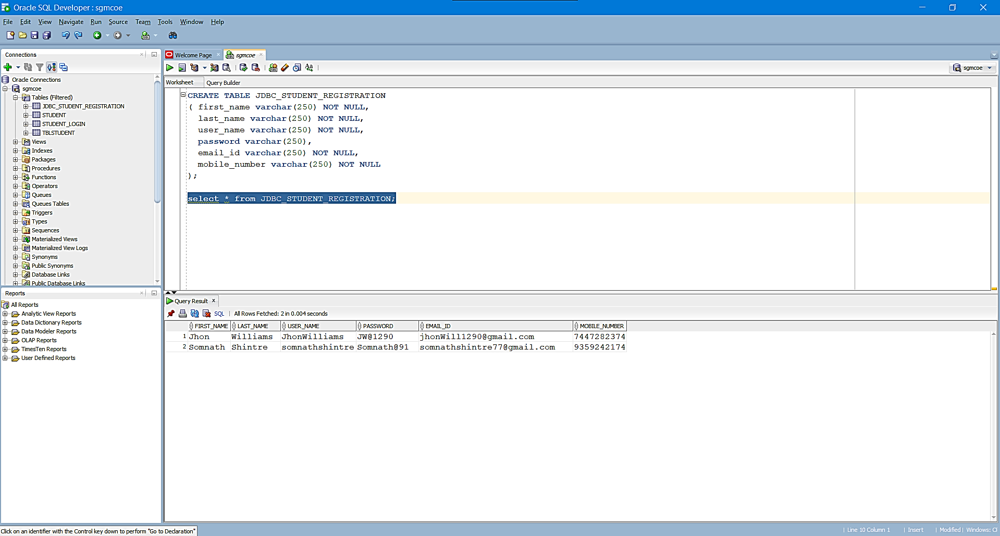 Oracle SQL Developer : sgmcoe
File Edit View Navigate Run Source Team Tools Window Help
Connections
Oracle Connections
sgmcoe
Tables (Filtered)
JDBC_STUDENT_REGISTRATION
STUDENT
STUDENT_LOGIN
TBLSTUDENT
Views
Indexes
Packages
Procedures
Functions
Operators
Queues
Queues Tables
Triggers
Types
Sequences
Materialized Views
Materialized View Logs
Synonyms
Public Synonyms
Database Links
Public Database Links
Reports
All Reports
Analytic View Reports
Data Dictionary Reports
Data Modeler Reports
OLAP Reports
TimesTen Reports
User Defined Reports
Welcome Page sgmcoe
sgmcoe
Worksheet Query Builder
CREATE TABLE JDBC_STUDENT_REGISTRATION
( first_name varchar(250) NOT NULL,
last_name varchar(250) NOT NULL,
user_name varchar(250) NOT NULL,
password varchar(250),
email_id varchar(250) NOT NULL,
mobile_number varchar(250) NOT NULL
);
select * from JDBC_STUDENT_REGISTRATION;
Query Result
SQL | All Rows Fetched: 2 in 0.004 seconds
FIRST_NAME LAST_NAME USER_NAME PASSWORD EMAIL_ID MOBILE_NUMBER
1 Jhon Williams JhonWilliams JW@1290 jhonWill1290@gmail.com 7447282374
2 Somnath Shintre somnathshintre Somnath@91 somnathshintre77@gmail.com 9359242174
Click on an identifier with the Control key down to perform "Go to Declaration"
| Line 10 Column 1 | Insert | Modified | Windows: CF